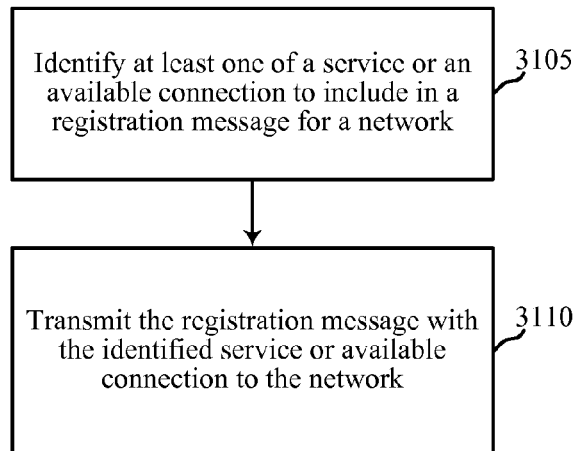 Identify at least one of a service or an
available connection to include in a
registration message for a network
3105
Transmit the registration message with
the identified service or available
connection to the network
3110